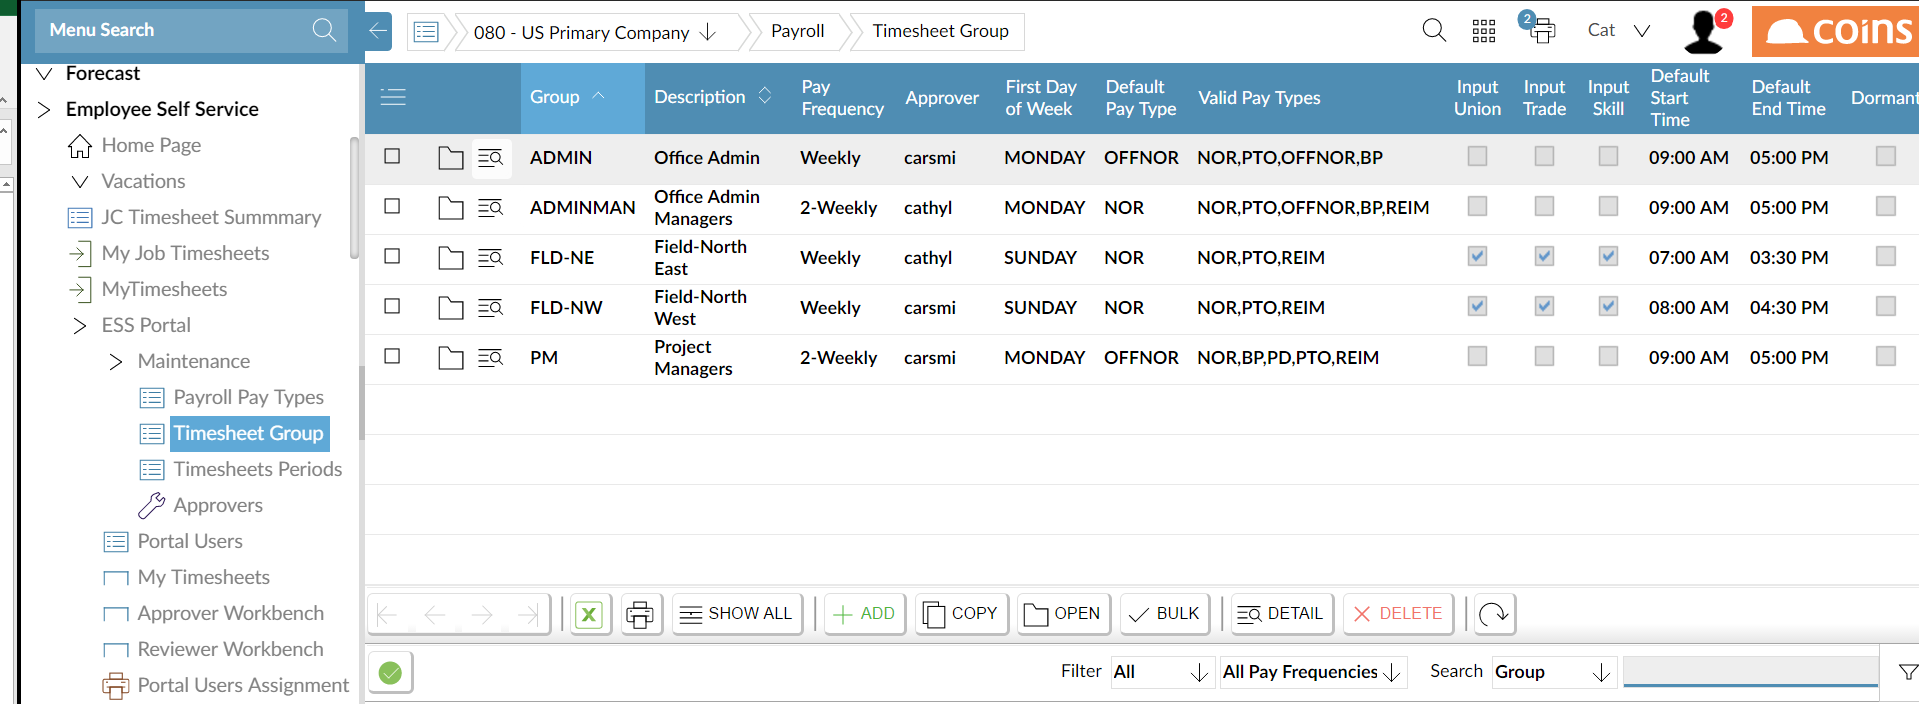 Menu Search
080 - US Primary Company
Payroll
Timesheet Group
2
Cat
2
coins
Forecast
Employee Self Service
Home Page
Vacations
JC Timesheet Summmary
My Job Timesheets
MyTimesheets
ESS Portal
Maintenance
Payroll Pay Types
Timesheet Group
Timesheets Periods
Approvers
Portal Users
My Timesheets
Approver Workbench
Reviewer Workbench
Portal Users Assignment
Group Description Pay Frequency Approver First Day of Week Default Pay Type Valid Pay Types Input Union Input Trade Input Skill Default Start Time Default End Time Dormant
ADMIN Office Admin Weekly carsmi MONDAY OFFNOR NOR,PTO,OFFNOR,BP 09:00 AM 05:00 PM
ADMINMAN Office Admin Managers 2-Weekly cathyl MONDAY NOR NOR,PTO,OFFNOR,BP,REIM 09:00 AM 05:00 PM
FLD-NE Field-North East Weekly cathyl SUNDAY NOR NOR,PTO,REIM 07:00 AM 03:30 PM
FLD-NW Field-North West Weekly carsmi SUNDAY NOR NOR,PTO,REIM 08:00 AM 04:30 PM
PM Project Managers 2-Weekly carsmi MONDAY OFFNOR NOR,BP,PD,PTO,REIM 09:00 AM 05:00 PM
X SHOW ALL ADD COPY OPEN BULK DETAIL DELETE
Filter All All Pay Frequencies Search Group